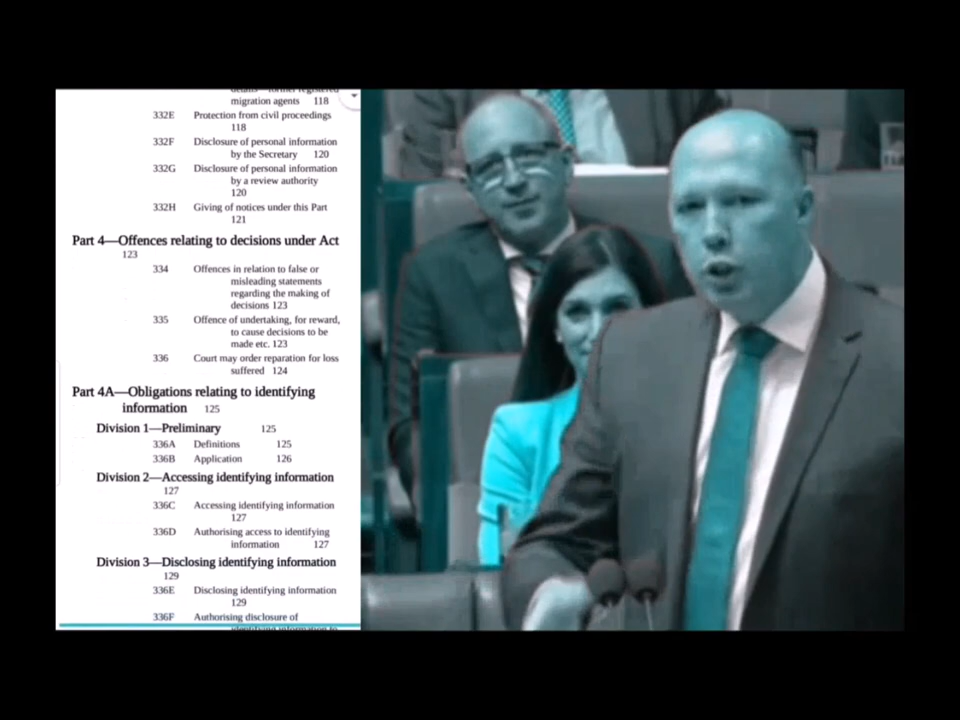 migration agents 118
332E Protection from civil proceedings
118
332F Disclosure of personal information
by the Secretary 120
332G Disclosure of personal information
by a review authority
120
332H Giving of notices under this Part
121
Part 4—Offences relating to decisions under Act
123
334 Offences in relation to false or
misleading statements
regarding the making of
decisions 123
335 Offence of undertaking, for reward,
to cause decisions to be
made etc. 123
336 Court may order reparation for loss
suffered 124
Part 4A—Obligations relating to identifying
information 125
Division 1—Preliminary 125
336A Definitions 125
336B Application 126
Division 2—Accessing identifying information
127
336C Accessing identifying information
127
336D Authorising access to identifying
information 127
Division 3—Disclosing identifying information
129
336E Disclosing identifying information
129
336F Authorising disclosure of